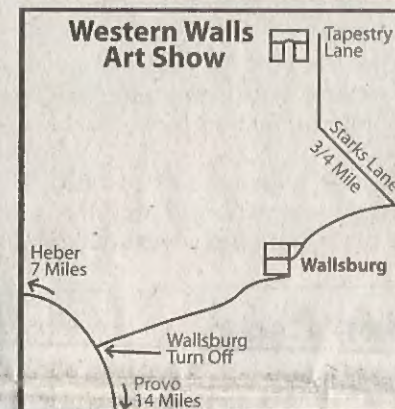 Western Walls
Art Show
Tapestry
Lane
Starks Lane
3/4 Mile
Heber
7 Miles
Wallsburg
Wallsburg
Turn Off
Provo
14 Miles